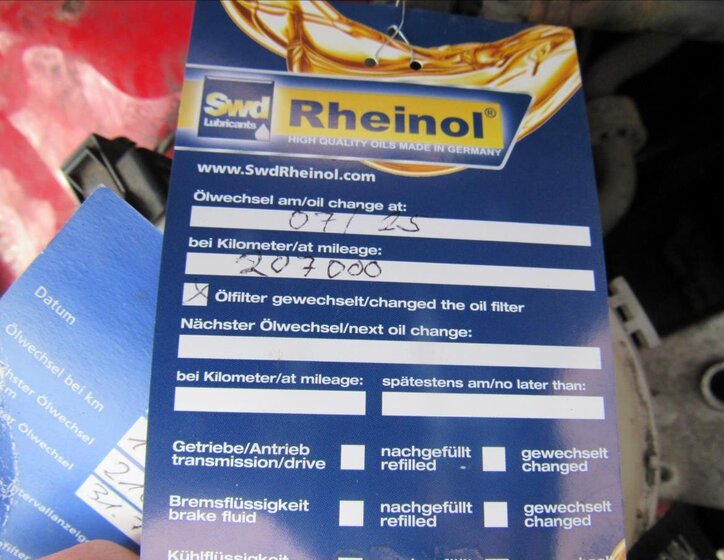 Swd
Lubricants
Rheinol®
HIGH QUALITY OILS MADE IN GERMANY
www.SwdRheinol.com
Ölwechsel am/oil change at:
07/ 25
bei Kilometer/at mileage:
207000
X Ölfilter gewechselt/changed the oil filter
Nächster Ölwechsel/next oil change:
bei Kilometer/at mileage: spätestens am/no later than:
Getriebe/Antrieb nachgefüllt gewechselt
transmission/drive refilled changed
Bremsflüssigkeit nachgefüllt gewechselt
brake fluid refilled changed
Kühlflüssigkeit
Datum
Ölwechsel bei km
Ölwechsel
31.